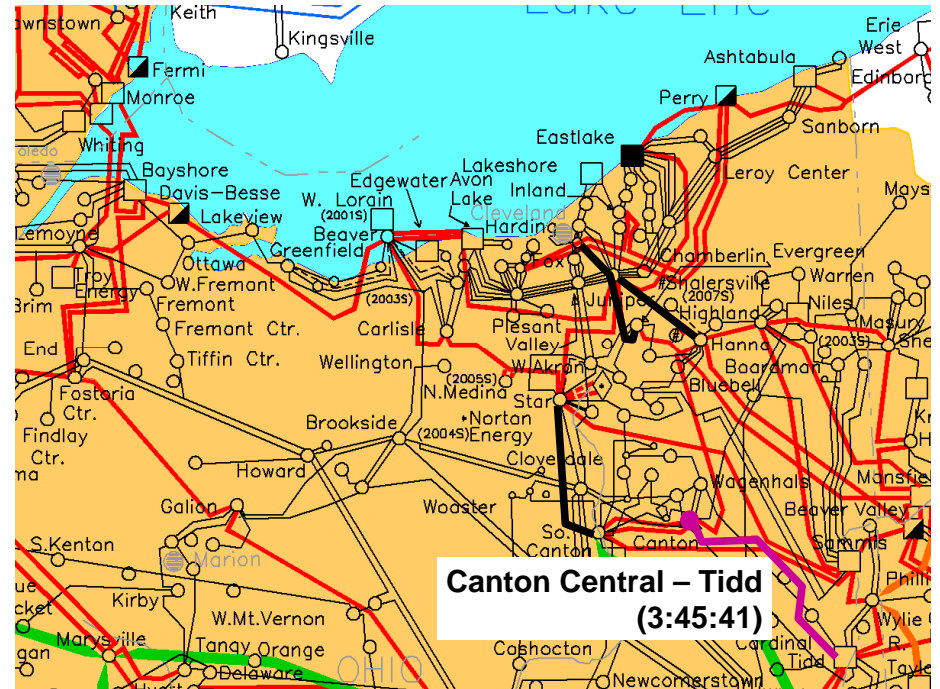 Lake Erie
Keith
Kingsville
Fermi
Monroe
Whiting
Bayshore
Davis-Besse
Lakeview
Ottawa
W.Fremont
Fremont
Fremont Ctr.
Tiffin Ctr.
Lemoyne
Troy
Energy
Brim
End
Fostoria
Ctr.
Findlay
Ctr.
Greenfield
W. Lorain
(2001S)
Beaver
Edgewater
Avon
Lake
Lakeshore
Inland
Cleveland
Harding
Eastlake
Perry
Ashtabula
Erie
West
Sanborn
Leroy Center
Fox
Juniper
Chamberlin
Shalersville
(2007S)
Highland
Evergreen
Warren
Niles
(2003S)
Masury
Hanna
Boardman
Bluebell
Plesant
Valley
W.Akron
(2003S)
Carlisle
Wellington
(2005S)
N.Medina
Star
Nortan
Energy
Brookside
(2004S)
Cloverdale
Howard
Wooster
Galion
Marion
S.Kenton
Kirby
W.Mt.Vernon
Marysville
Tangy
Orange
Delaware
OHIO
Coshocton
Newcomerstown
So.
Canton
Canton
Wagenhals
Mansfield
Beaver Valley
Sammis
Wylie
R.
Cardinal
Tidd
Canton Central – Tidd
(3:45:41)